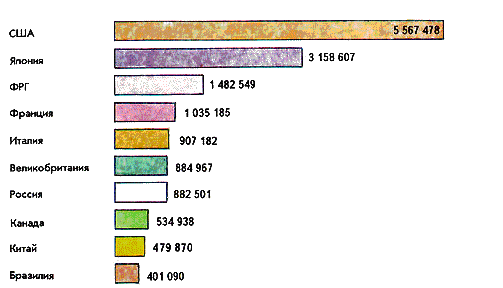 США 5 567 478
Япония 3 158 607
ФРГ 1 482 549
Франция 1 035 185
Италия 907 182
Великобритания 884 967
Россия 882 501
Канада 534 938
Китай 479 870
Бразилия 401 090